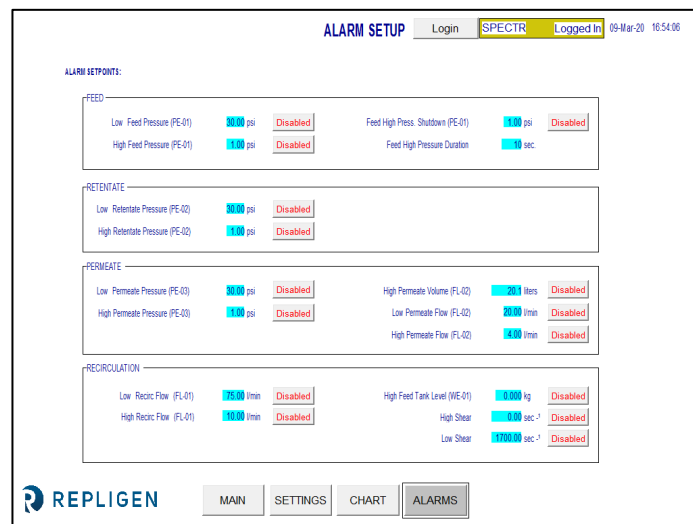 ALARM SETUP Login SPECTR Logged In 09-Mar-20 16:54:06
ALARM SETPOINTS:
FEED
Low Feed Pressure (PE-01) 30.00 psi Disabled Feed High Press. Shutdown (PE-01) 1.00 psi Disabled
High Feed Pressure (PE-01) 1.00 psi Disabled Feed High Pressure Duration 10 sec.
RETENTATE
Low Retentate Pressure (PE-02) 30.00 psi Disabled
High Retentate Pressure (PE-02) 1.00 psi Disabled
PERMEATE
Low Permeate Pressure (PE-03) 30.00 psi Disabled High Permeate Volume (FL-02) 20.1 liters Disabled
High Permeate Pressure (PE-03) 1.00 psi Disabled Low Permeate Flow (FL-02) 20.00 l/min Disabled
High Permeate Flow (FL-02) 4.00 l/min Disabled
RECIRCULATION
Low Recirc Flow (FL-01) 75.00 l/min Disabled High Feed Tank Level (WE-01) 0.000 kg Disabled
High Recirc Flow (FL-01) 10.00 l/min Disabled High Shear 0.00 sec -¹ Disabled
Low Shear 1700.00 sec -¹ Disabled
REPLIGEN MAIN SETTINGS CHART ALARMS